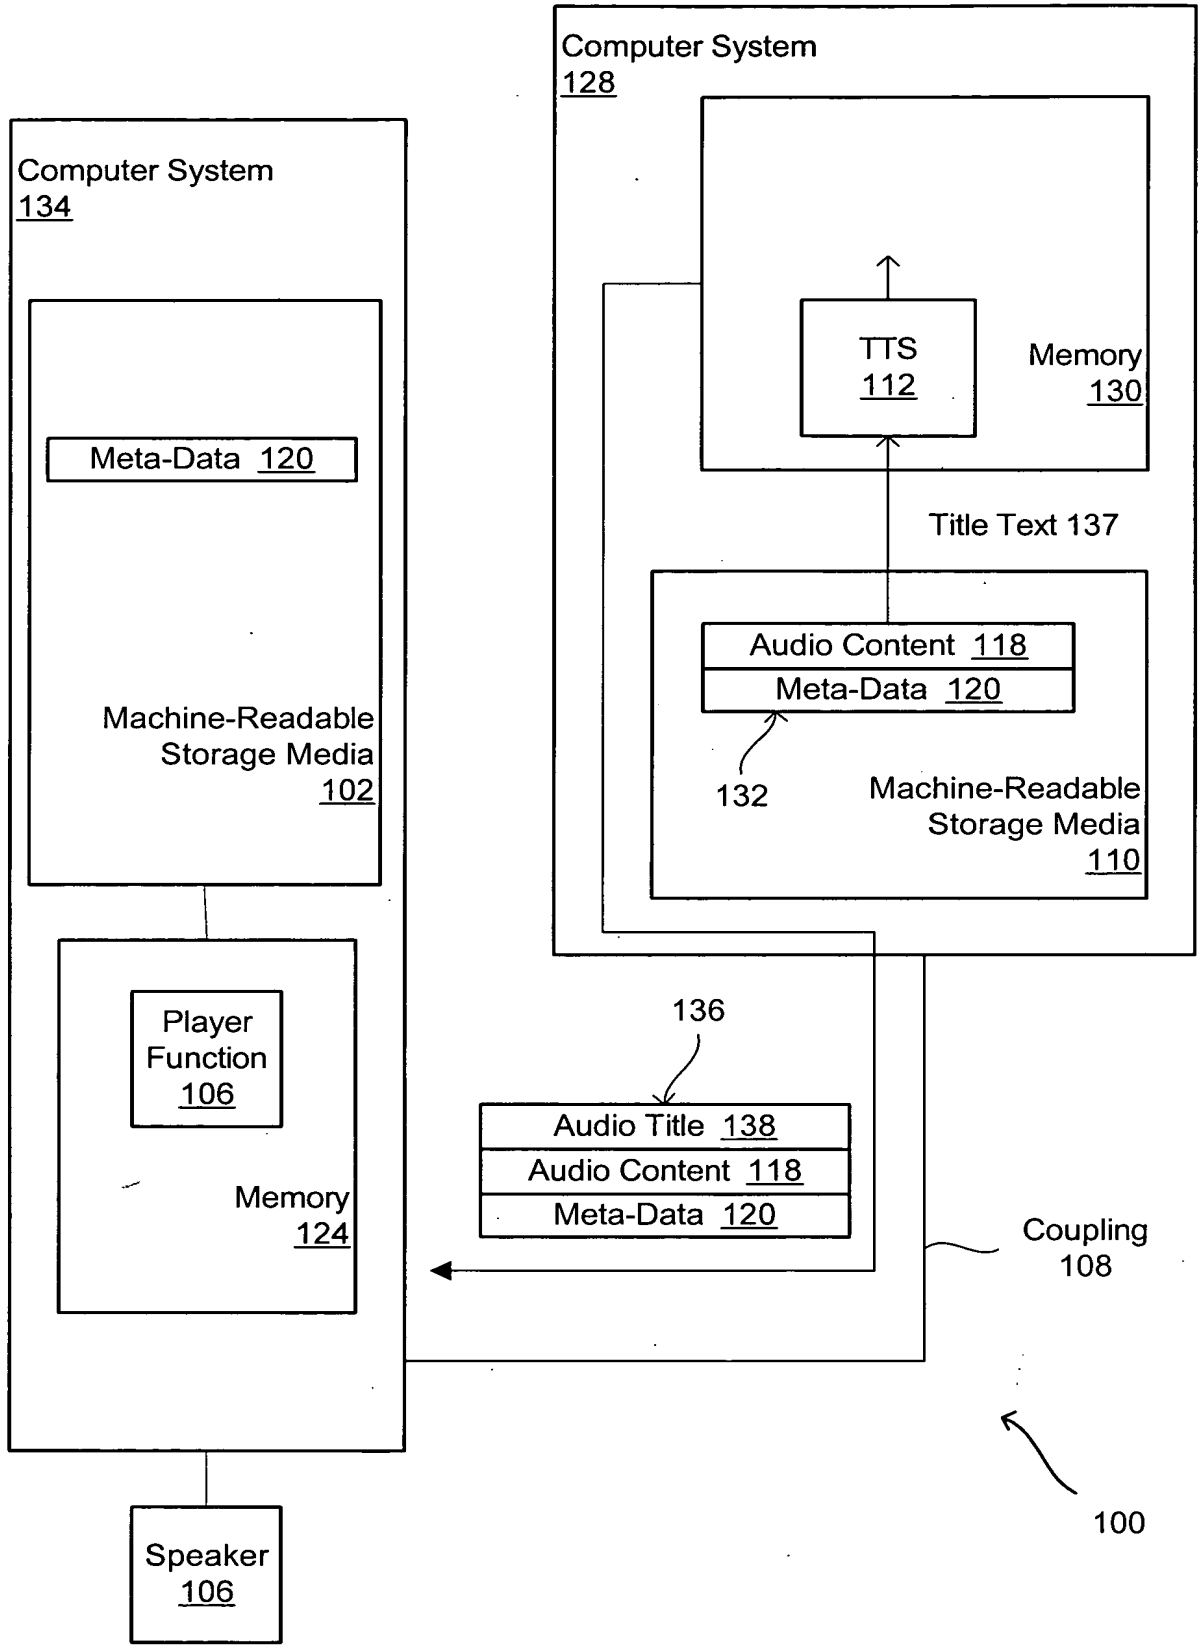 Computer System
128
Computer System
134
TTS
112
Memory
130
Meta-Data 120
Title Text 137
Audio Content 118
Meta-Data 120
132
Machine-Readable
Storage Media
102
Machine-Readable
Storage Media
110
Player
Function
106
Memory
124
136
Audio Title 138
Audio Content 118
Meta-Data 120
Coupling
108
100
Speaker
106